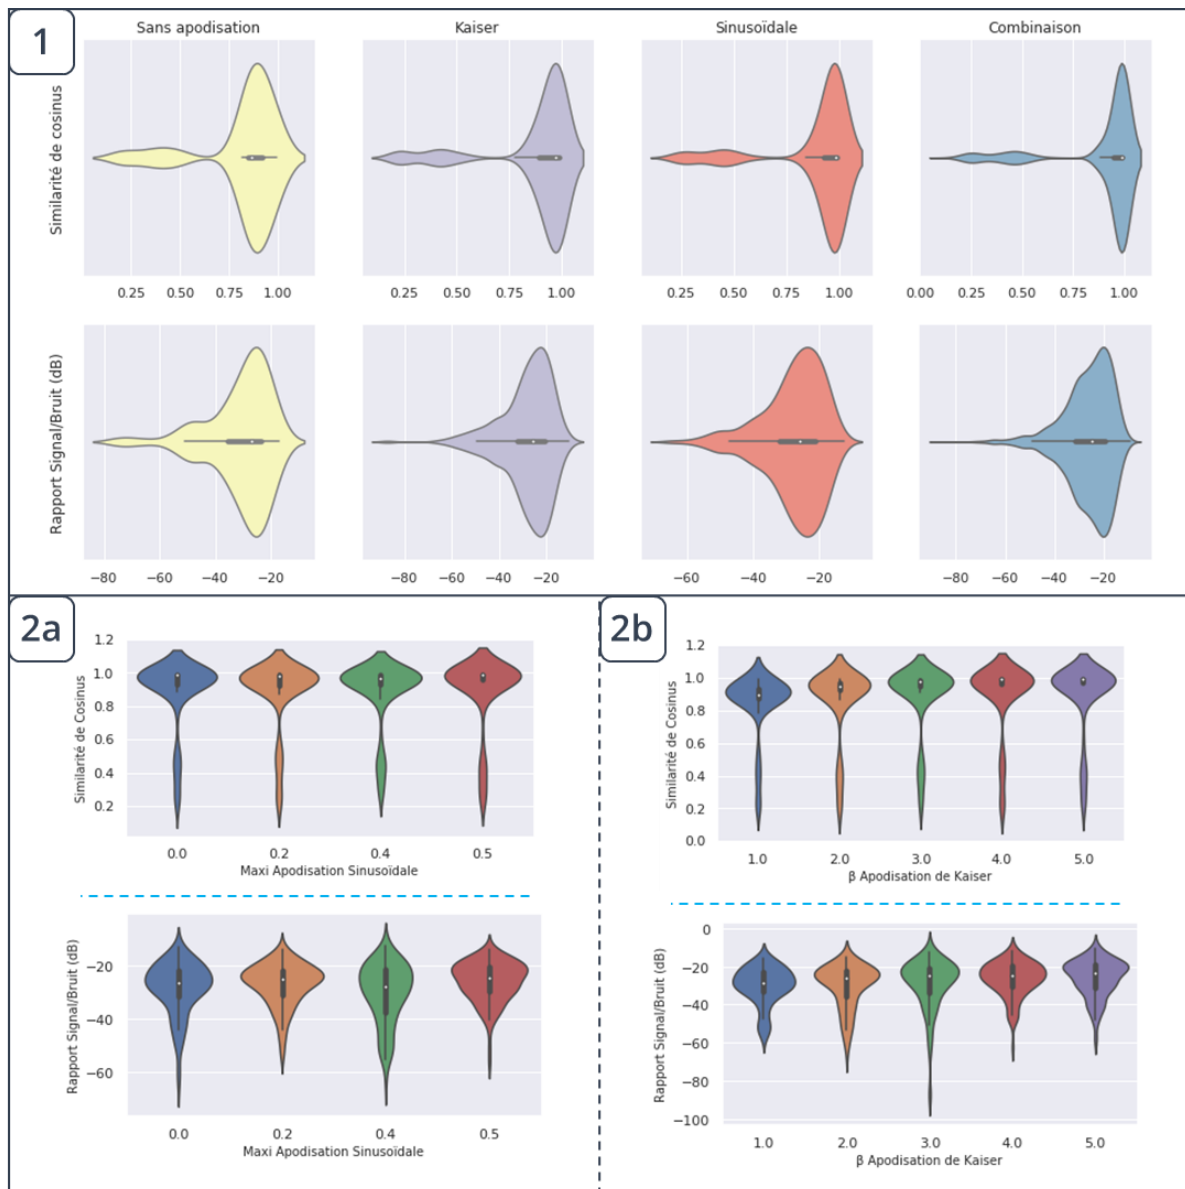 1
Sans apodisation Kaiser Sinusoïdale Combinaison
Similarité de cosinus
0.25 0.50 0.75 1.00 0.25 0.50 0.75 1.00 0.25 0.50 0.75 1.00 0.00 0.25 0.50 0.75 1.00
Rapport Signal/Bruit (dB)
−80 −60 −40 −20 −80 −60 −40 −20 −60 −40 −20 −80 −60 −40 −20
2a
1.2
1.0
0.8
0.6
0.4
0.2
Similarité de Cosinus
0.0 0.2 0.4 0.5
Maxi Apodisation Sinusoïdale
−20
−40
−60
Rapport Signal/Bruit (dB)
0.0 0.2 0.4 0.5
Maxi Apodisation Sinusoïdale
2b
1.2
1.0
0.8
0.6
0.4
0.2
0.0
Similarité de Cosinus
1.0 2.0 3.0 4.0 5.0
β Apodisation de Kaiser
0
−20
−40
−60
−80
−100
Rapport Signal/Bruit (dB)
1.0 2.0 3.0 4.0 5.0
β Apodisation de Kaiser